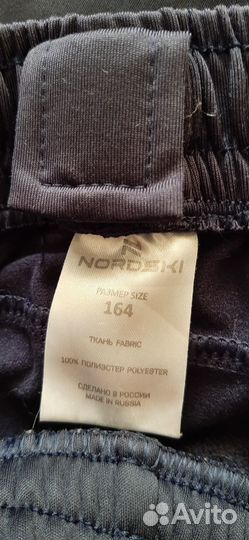 NORDSKI
РАЗМЕР SIZE
164
ТКАНЬ FABRIC
100% ПОЛИЭСТЕР POLYESTER
СДЕЛАНО В РОССИИ
MADE IN RUSSIA
Avito